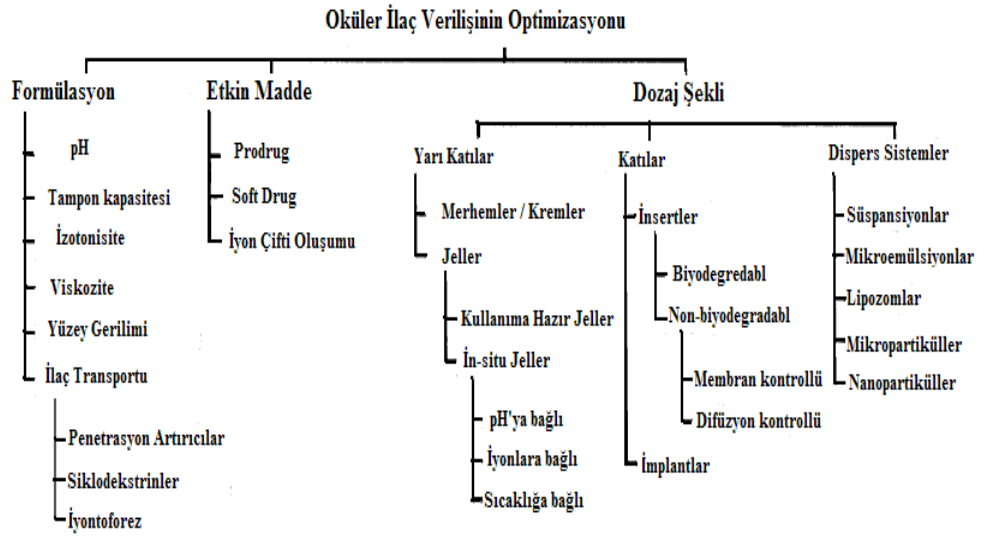 Oküler İlaç Verilişinin Optimizasyonu
Formülasyon
pH
Tampon kapasitesi
İzotonisite
Viskozite
Yüzey Gerilimi
İlaç Transportu
Penetrasyon Artırıcılar
Siklodekstrinler
İyontoforez
Etkin Madde
Prodrug
Soft Drug
İyon Çifti Oluşumu
Dozaj Şekli
Yarı Katılar
Merhemler / Kremler
Jeller
Kullanıma Hazır Jeller
İn-situ Jeller
pH'ya bağlı
İyonlara bağlı
Sıcaklığa bağlı
Katılar
İnsertler
Biyodegredabl
Non-biyodegradabl
Membran kontrollü
Difüzyon kontrollü
İmplantlar
Dispers Sistemler
Süspansiyonlar
Mikroemülsiyonlar
Lipozomlar
Mikropartiküller
Nanopartiküller